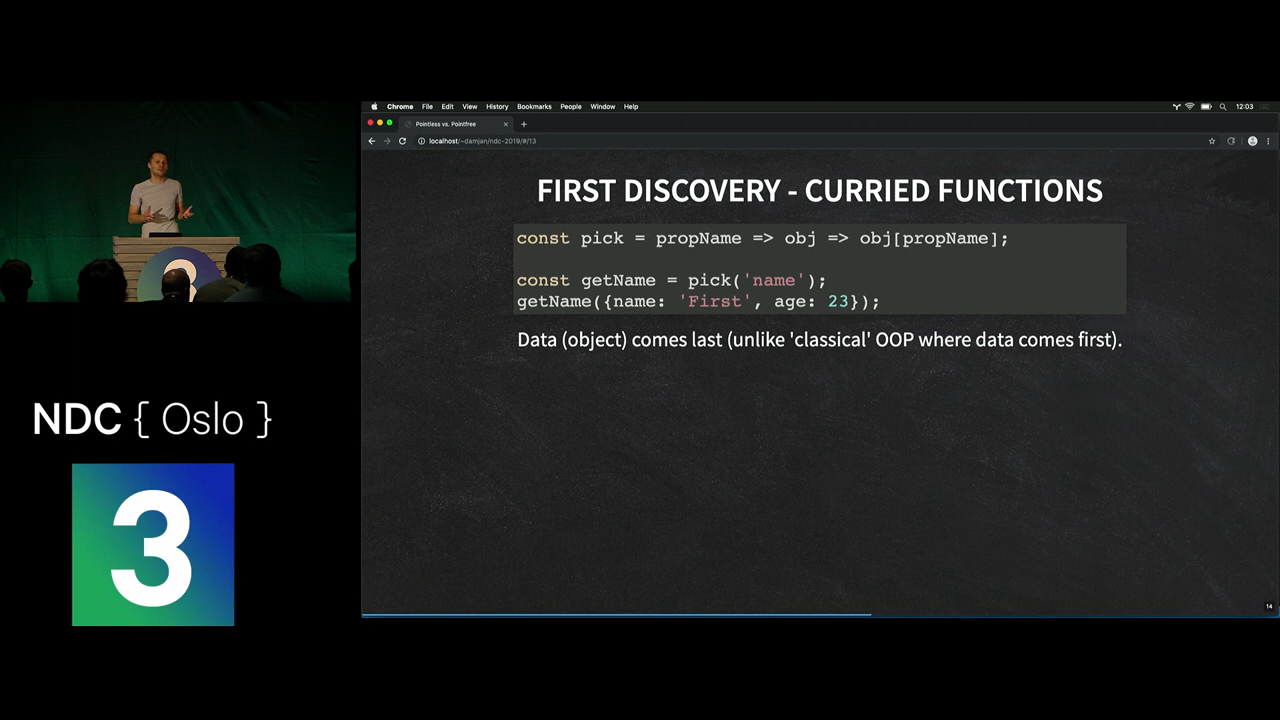 Chrome File Edit View History Bookmarks People Window Help 12:03
Pointless vs. Pointfree
localhost/~damjan/ndc-2019/#/13
FIRST DISCOVERY - CURRIED FUNCTIONS
const pick = propName => obj => obj[propName];
const getName = pick('name');
getName({name: 'First', age: 23});
Data (object) comes last (unlike 'classical' OOP where data comes first).
14
3
NDC { Oslo }
3